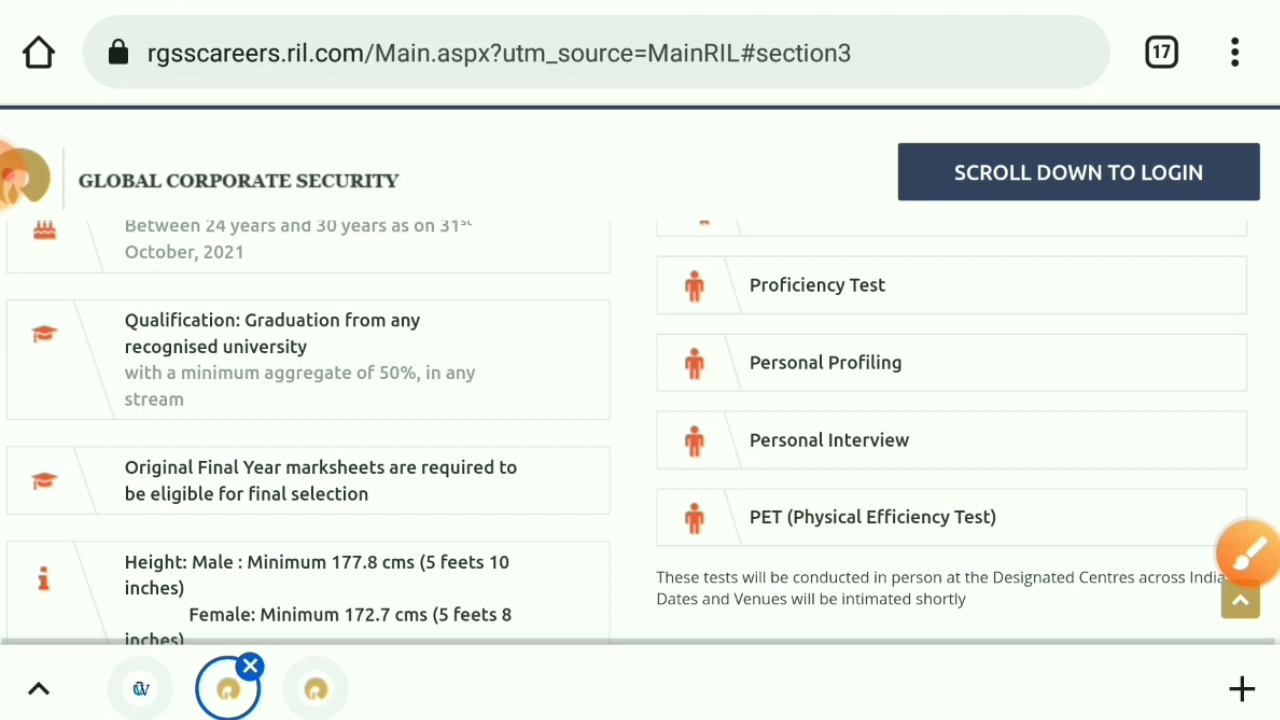 rgsscareers.ril.com/Main.aspx?utm_source=MainRIL#section3
17
GLOBAL CORPORATE SECURITY
SCROLL DOWN TO LOGIN
Between 24 years and 30 years as on 31st
October, 2021
Qualification: Graduation from any
recognised university
with a minimum aggregate of 50%, in any
stream
Original Final Year marksheets are required to
be eligible for final selection
Height: Male : Minimum 177.8 cms (5 feets 10
inches)
Female: Minimum 172.7 cms (5 feets 8
inches)
Proficiency Test
Personal Profiling
Personal Interview
PET (Physical Efficiency Test)
These tests will be conducted in person at the Designated Centres across India
Dates and Venues will be intimated shortly